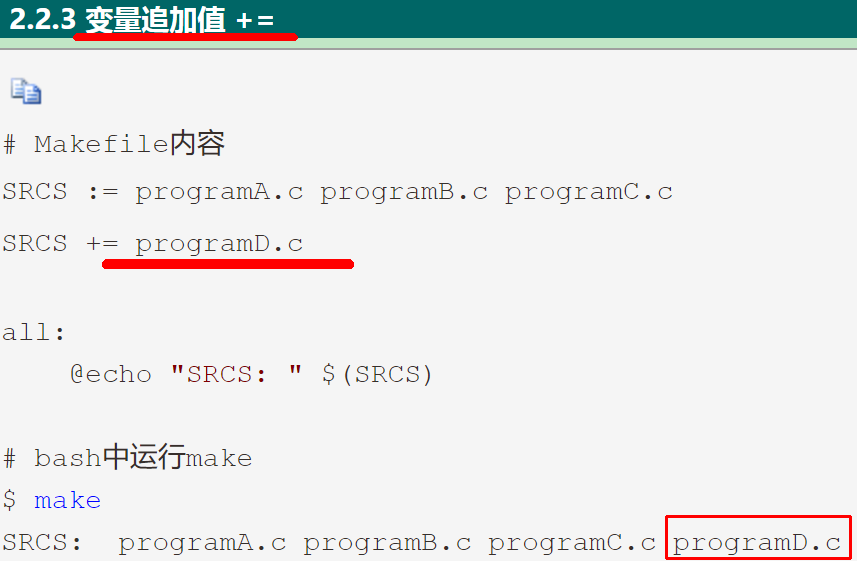 2.2.3 变量追加值 +=
# Makefile内容
SRCS := programA.c programB.c programC.c
SRCS += programD.c
all:
@echo "SRCS: " $(SRCS)
# bash中运行make
$ make
SRCS:  programA.c programB.c programC.c programD.c